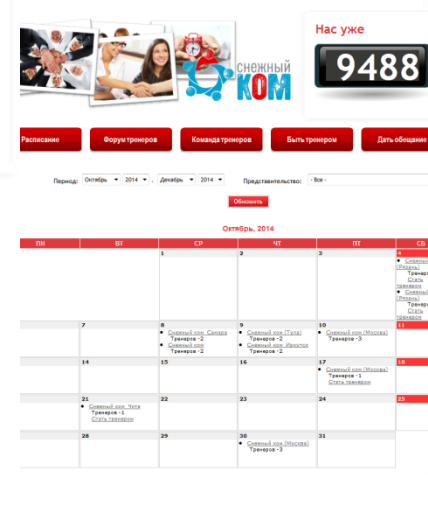 Нас уже
снежный
КОМ
9488
Расписание
Форум тренеров
Команда тренеров
Быть тренером
Дать обещание
Период: Октябрь 2014 - Декабрь 2014
Представительство: - Все -
Обновить
Октябрь, 2014
ПН ВТ СР ЧТ ПТ СБ
1 2 3 4
Снежный
(Рязань)
Тренеро
Стать
тренером
Снежный
(Рязань)
Тренеро
Стать
тренером
7 8 9 10 11
Снежный ком Самара
Тренеров -2
Снежный ком
Тренеров -2
Снежный ком (Тула)
Тренеров -2
Снежный ком Иркутск
Тренеров -2
Снежный ком (Москва)
Тренеров -3
14 15 16 17 18
Снежный ком (Москва)
Тренеров -1
Стать тренером
21 22 23 24 25
Снежный ком Чита
Тренеров -1
Стать тренером
28 29 30 31
Снежный ком (Москва)
Тренеров -3